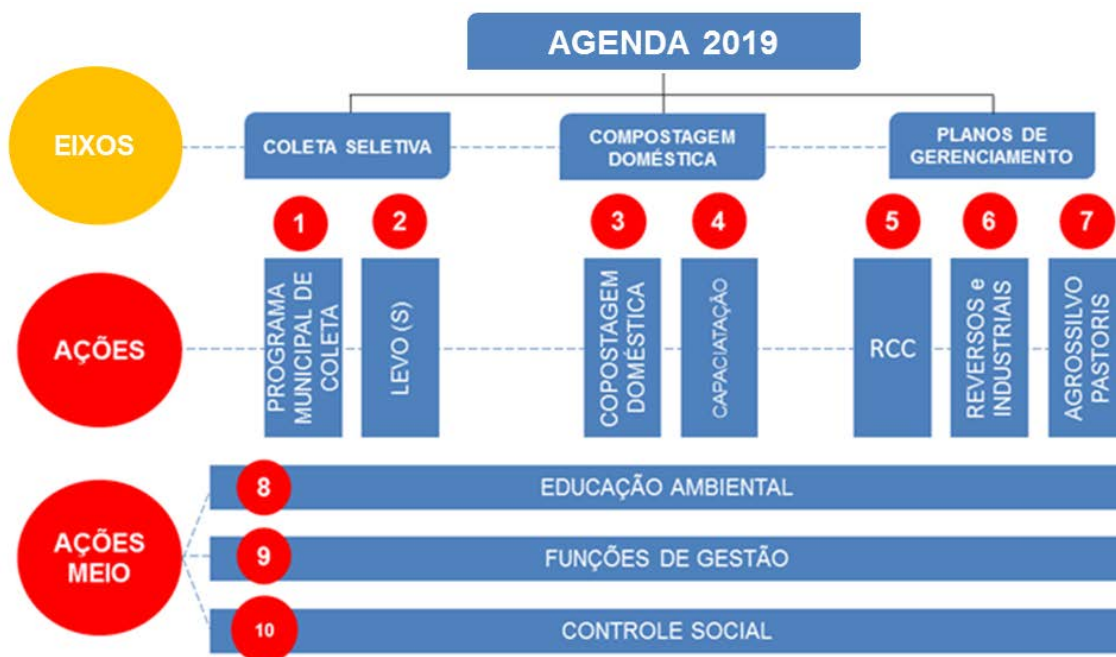 AGENDA 2019
EIXOS
COLETA SELETIVA
COMPOSTAGEM
DOMÉSTICA
PLANOS DE
GERENCIAMENTO
1
2
3
4
5
6
7
AÇÕES
PROGRAMA
MUNICIPAL DE
COLETA
LEVO (S)
COPOSTAGEM
DOMÉSTICA
CAPACIATAÇÃO
RCC
REVERSOS e
INDUSTRIAIS
AGROSSILVO
PASTORIS
AÇÕES
MEIO
8
EDUCAÇÃO AMBIENTAL
9
FUNÇÕES DE GESTÃO
10
CONTROLE SOCIAL